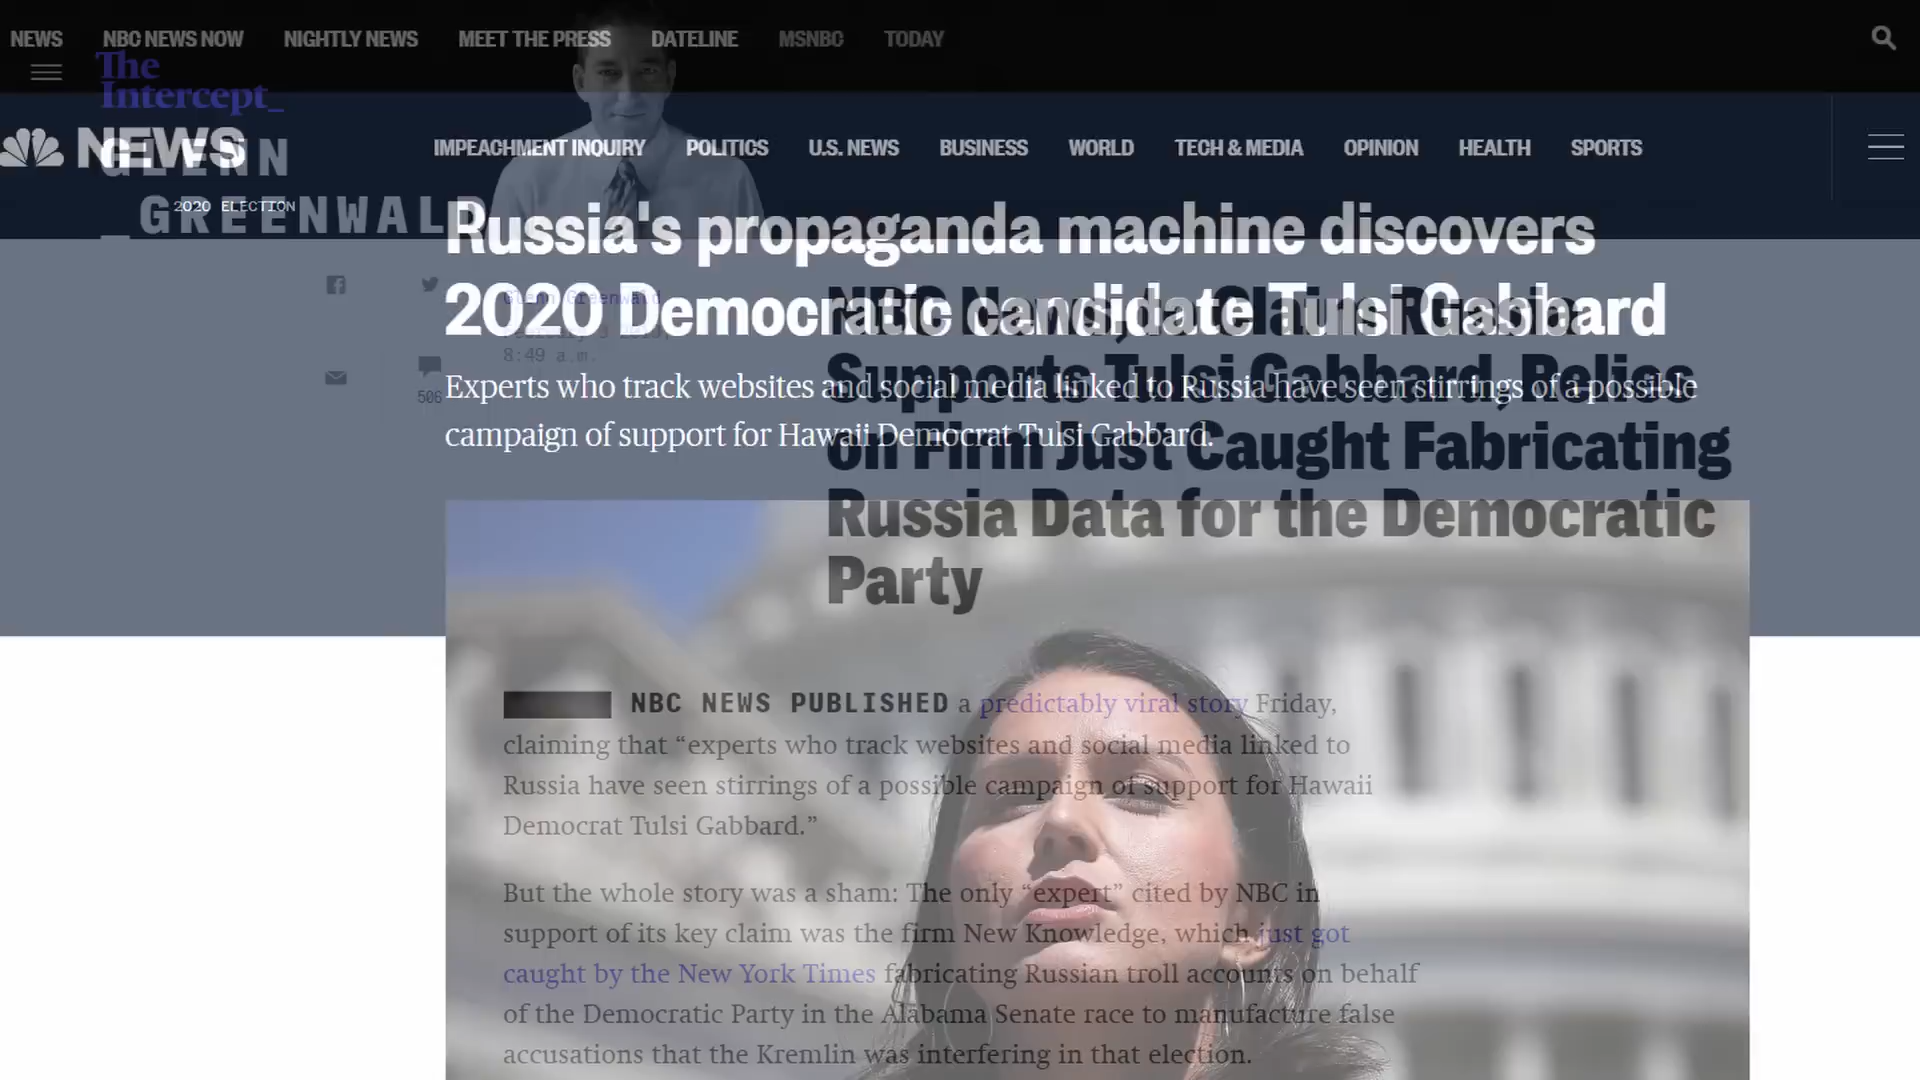 NEWS NBC NEWS NOW NIGHTLY NEWS MEET THE PRESS DATELINE MSNBC TODAY
The
Intercept_
NEWS
IMPEACHMENT INQUIRY POLITICS U.S. NEWS BUSINESS WORLD TECH & MEDIA OPINION HEALTH SPORTS
GLENN
_GREENWALD
2020 ELECTION
Russia's propaganda machine discovers
2020 Democratic candidate Tulsi Gabbard
Experts who track websites and social media linked to Russia have seen stirrings of a possible
campaign of support for Hawaii Democrat Tulsi Gabbard.
Glenn Greenwald
8:49 a.m.
506
NBC News, to Claim Russia
Supports Tulsi Gabbard, Relies
on Firm Just Caught Fabricating
Russia Data for the Democratic
Party
NBC NEWS PUBLISHED a predictably viral story Friday,
claiming that “experts who track websites and social media linked to
Russia have seen stirrings of a possible campaign of support for Hawaii
Democrat Tulsi Gabbard.”
But the whole story was a sham: The only “expert” cited by NBC in
support of its key claim was the firm New Knowledge, which just got
caught by the New York Times fabricating Russian troll accounts on behalf
of the Democratic Party in the Alabama Senate race to manufacture false
accusations that the Kremlin was interfering in that election.